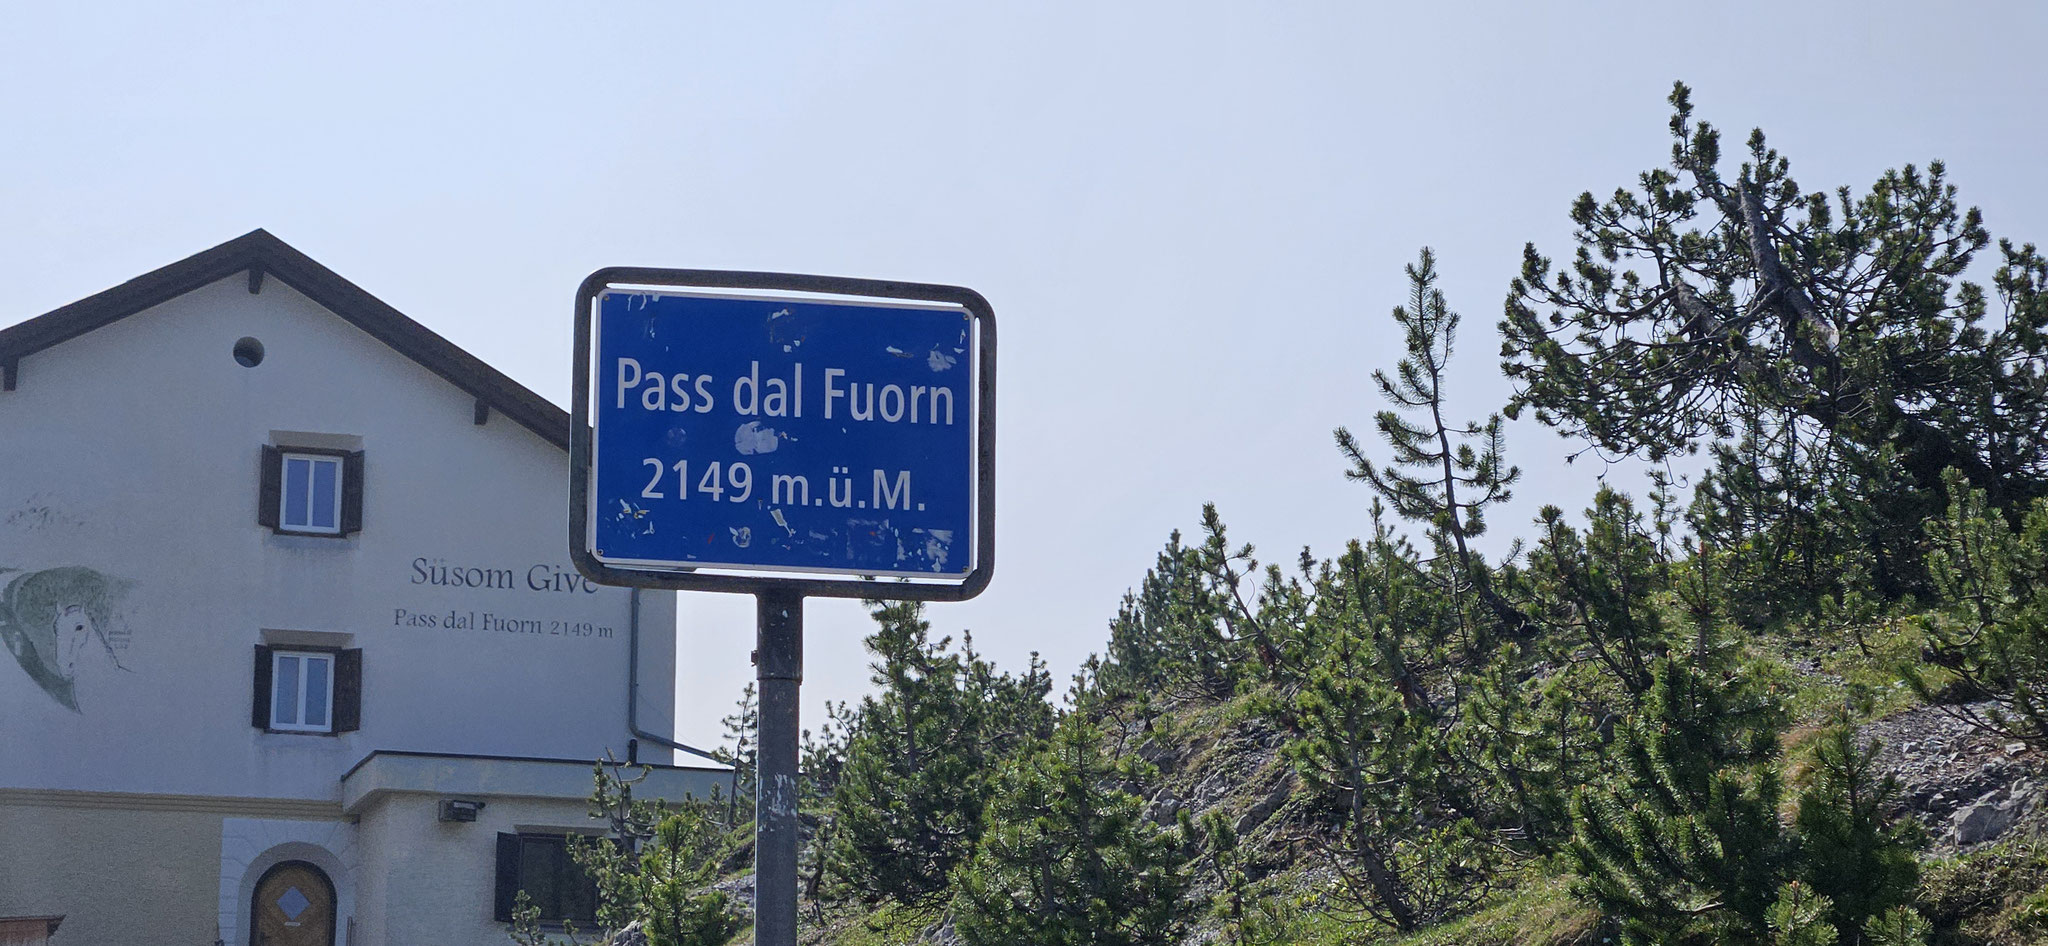 Pass dal Fuorn
2149 m.ü.M.
Süsom Give
Pass dal Fuorn 2149 m